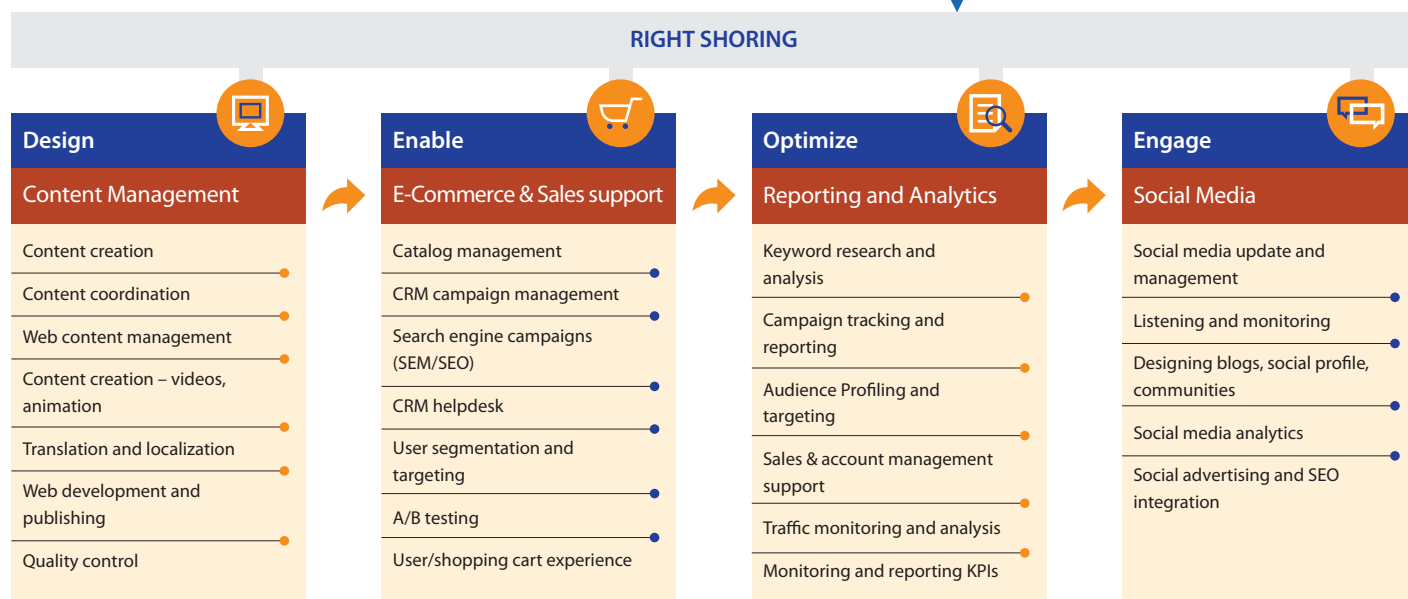 RIGHT SHORING
Design
Content Management
Content creation
Content coordination
Web content management
Content creation – videos,
animation
Translation and localization
Web development and
publishing
Quality control
Enable
E-Commerce & Sales support
Catalog management
CRM campaign management
Search engine campaigns
(SEM/SEO)
CRM helpdesk
User segmentation and
targeting
A/B testing
User/shopping cart experience
Optimize
Reporting and Analytics
Keyword research and
analysis
Campaign tracking and
reporting
Audience Profiling and
targeting
Sales & account management
support
Traffic monitoring and analysis
Monitoring and reporting KPIs
Engage
Social Media
Social media update and
management
Listening and monitoring
Designing blogs, social profile,
communities
Social media analytics
Social advertising and SEO
integration